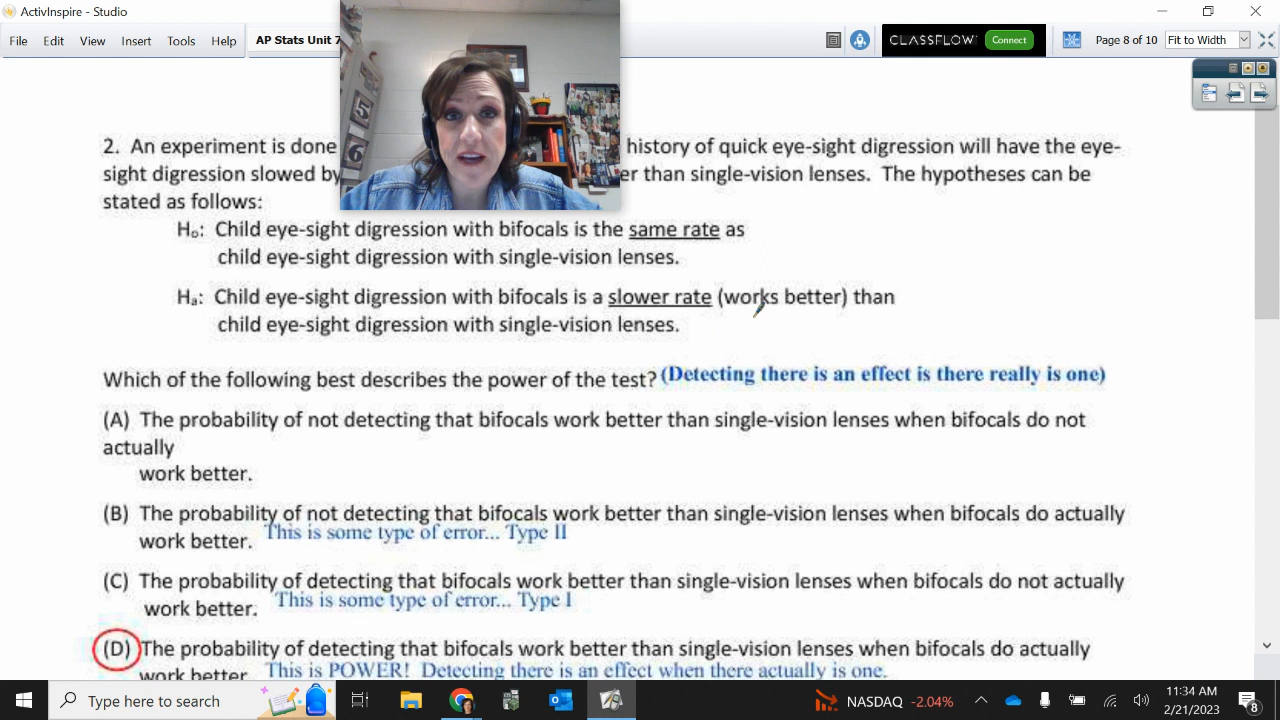 ActivInspire - Studio
File Edit View Insert Tools Help AP Stats Unit 7
CLASSFLOW Connect Page 8 of 10 Fit to Width
5
6
2. An experiment is done history of quick eye-sight digression will have the eye-
sight digression slowed by er than single-vision lenses. The hypotheses can be
stated as follows:
Ho: Child eye-sight digression with bifocals is the same rate as
child eye-sight digression with single-vision lenses.
Ha: Child eye-sight digression with bifocals is a slower rate (works better) than
child eye-sight digression with single-vision lenses.
Which of the following best describes the power of the test? (Detecting there is an effect is there really is one)
(A) The probability of not detecting that bifocals work better than single-vision lenses when bifocals do not
actually
work better.
(B) The probability of not detecting that bifocals work better than single-vision lenses when bifocals do actually
work better. This is some type of error... Type II
(C) The probability of detecting that bifocals work better than single-vision lenses when bifocals do not actually
work better. This is some type of error... Type I
(D) The probability of detecting that bifocals work better than single-vision lenses when bifocals do actually
work better. This is POWER! Detecting there is an effect when there actually is one.
Type here to search
NASDAQ -2.04%
11:34 AM
2/21/2023
8